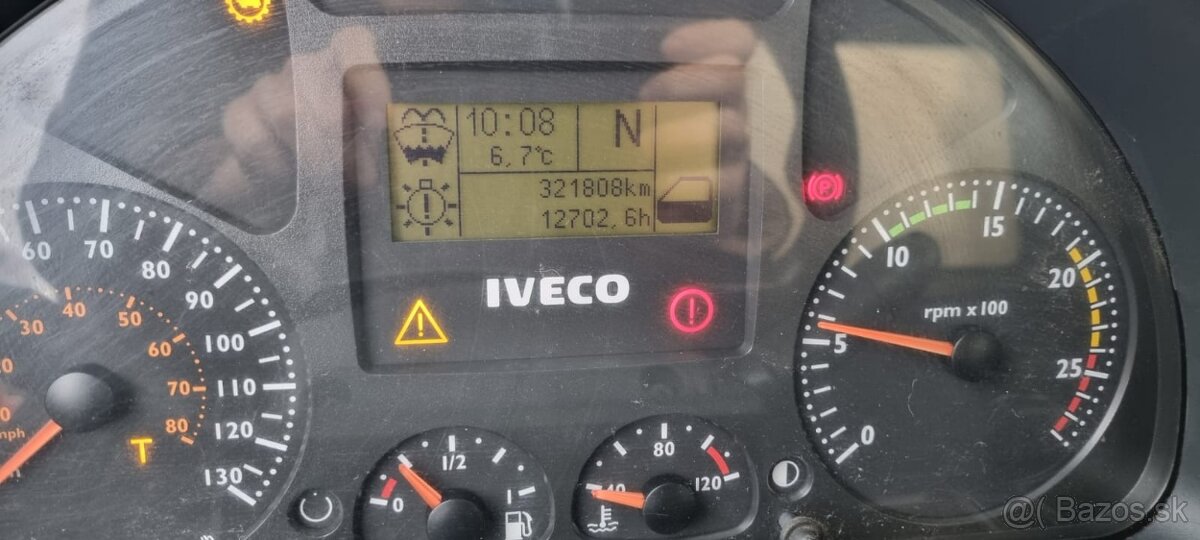 10:08 N
6,7°c
321808km
12702,6h
IVECO
60 70 80 90 100 110 120 130
30 40 50 60 70 80
mph
T
0 1/2 1
40 80 120
P
0 5 10 15 20 25
rpm x 100
@( Bazos.sk